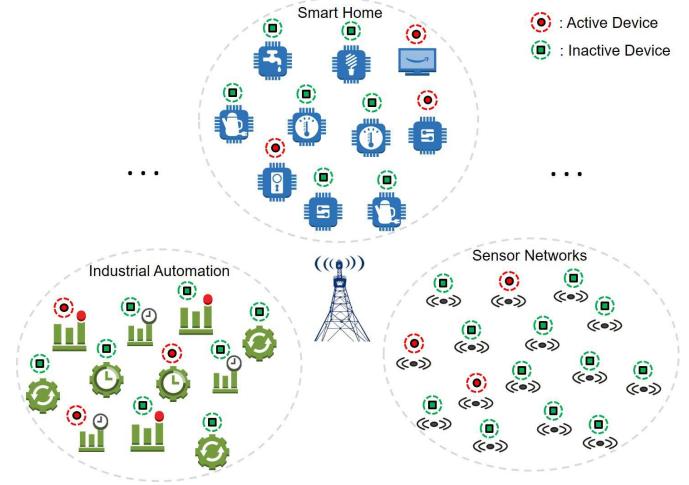 Smart Home
: Active Device
: Inactive Device
. . .
. . .
Industrial Automation
Sensor Networks